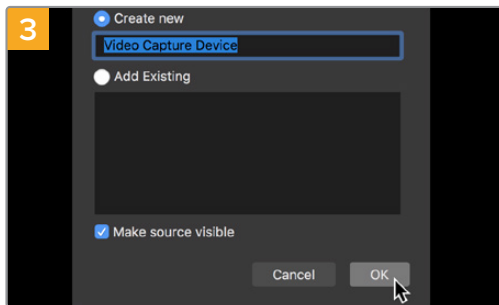 3
Create new
Video Capture Device
Add Existing
Make source visible
Cancel OK